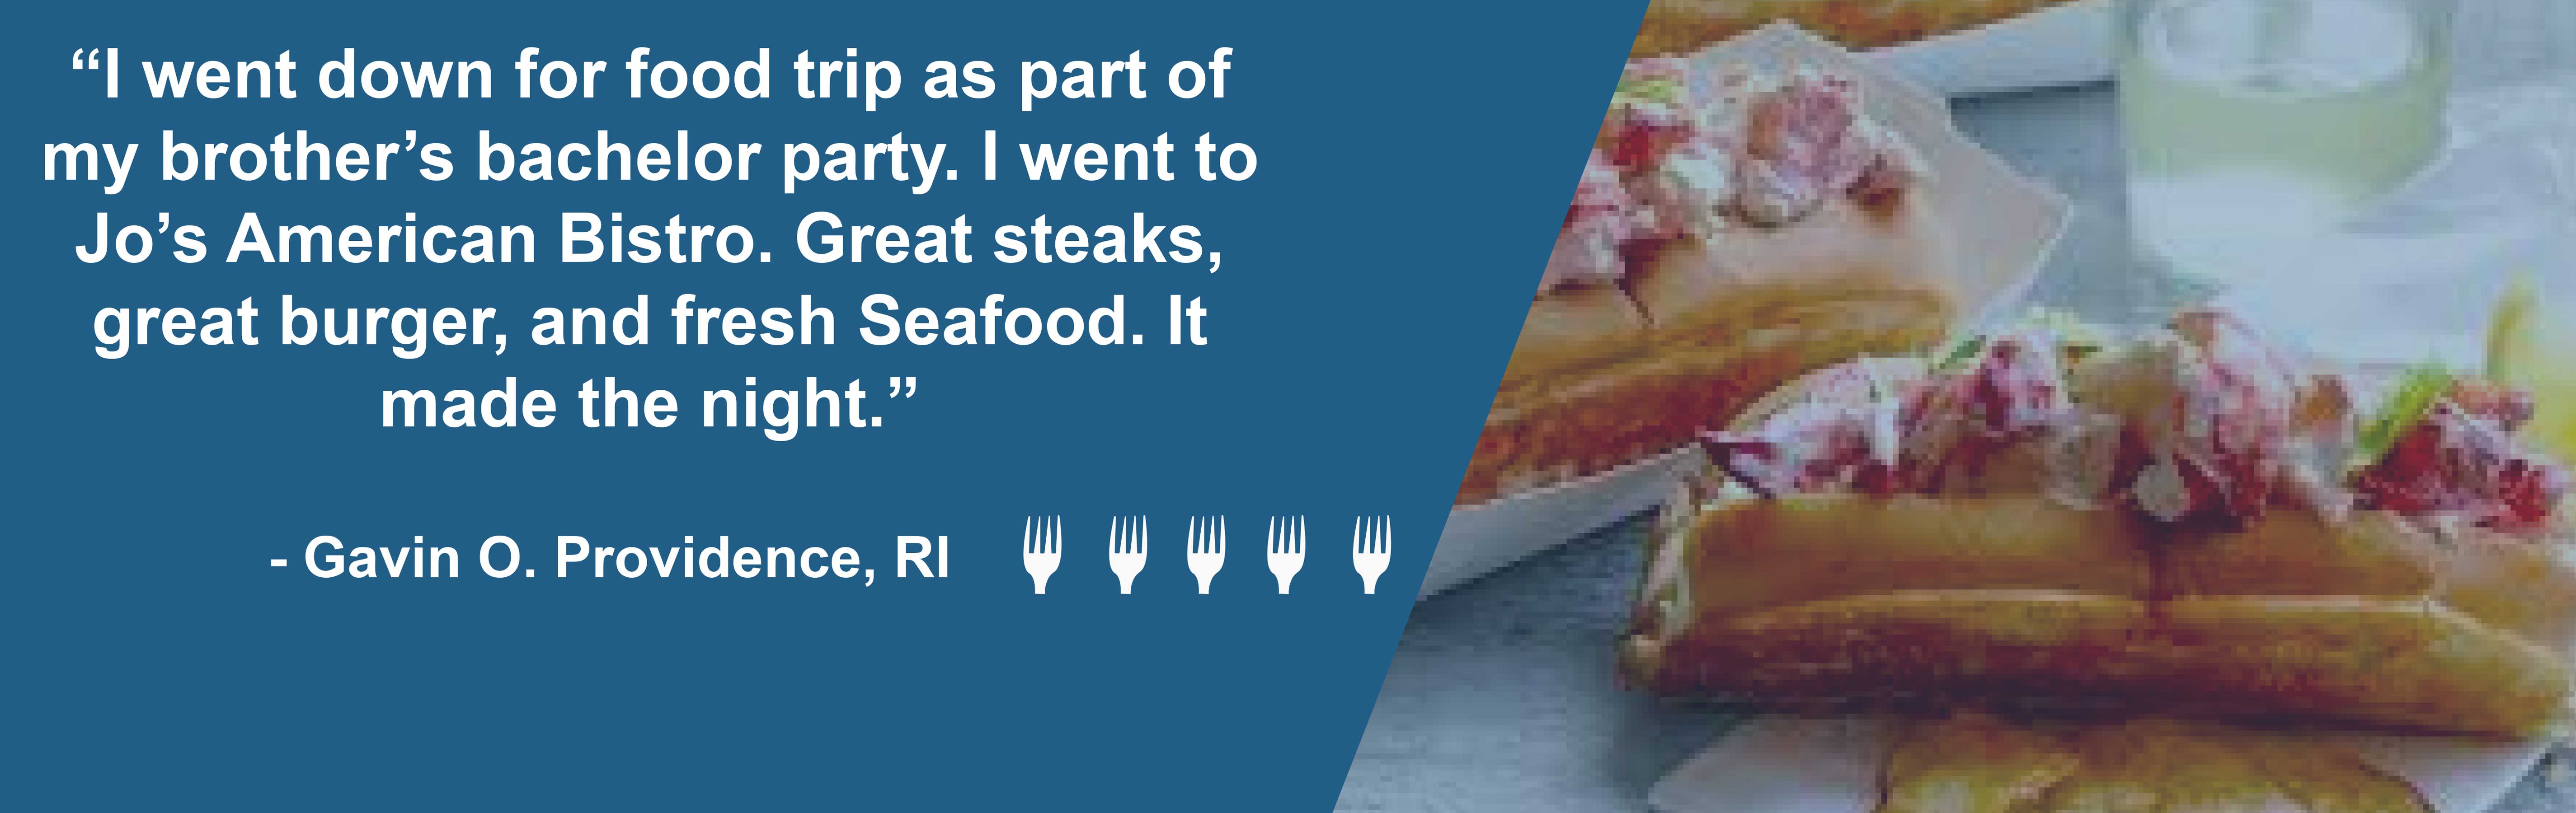 “I went down for food trip as part of
my brother’s bachelor party. I went to
Jo’s American Bistro. Great steaks,
great burger, and fresh Seafood. It
made the night.”
- Gavin O. Providence, RI